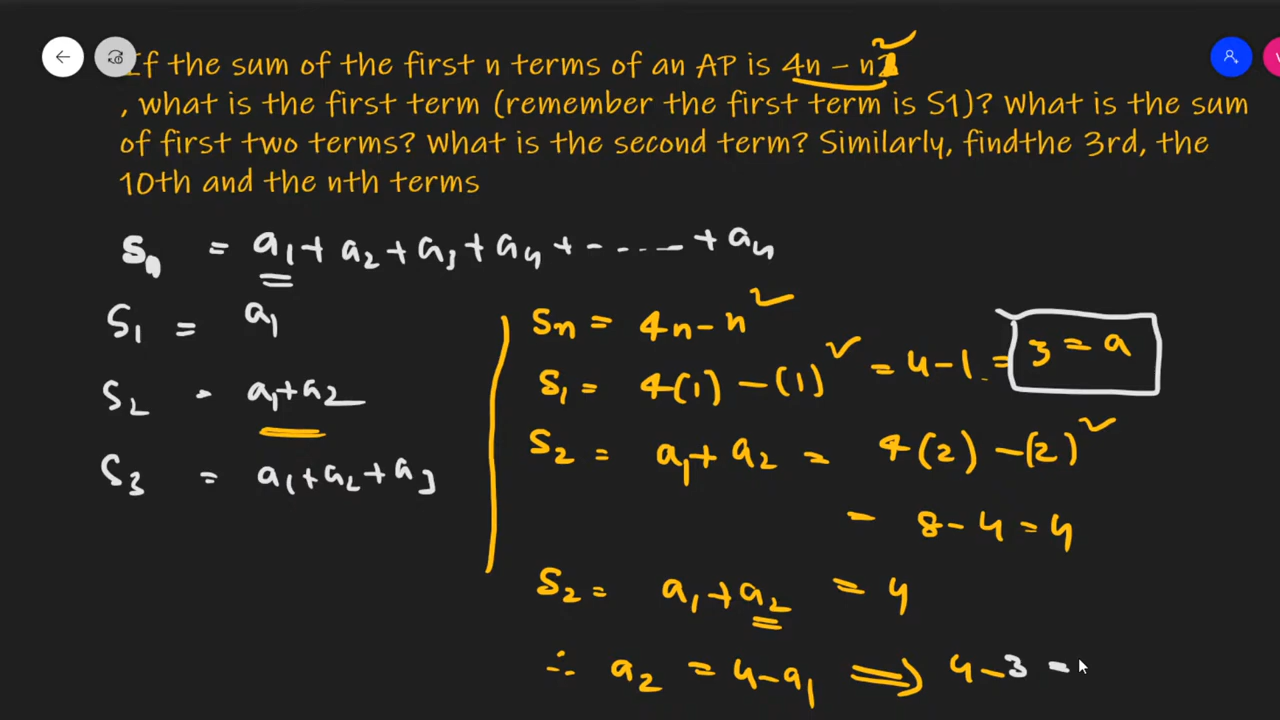 If the sum of the first n terms of an AP is 4n − n²
, what is the first term (remember the first term is S1)? What is the sum
of first two terms? What is the second term? Similarly, findthe 3rd, the
10th and the nth terms
Sn = a1 + a2 + a3 + a4 + ------ + an
S1 = a1
S2 = a1+a2
S3 = a1+a2+a3
Sn = 4n − n²
S1 = 4(1) − (1)² = 4−1 = 3 = a
S2 = a1+a2 = 4(2) − (2)²
= 8−4 = 4
S2 = a1+a2 = 4
∴ a2 = 4−a1 ⟹ 4−3 =